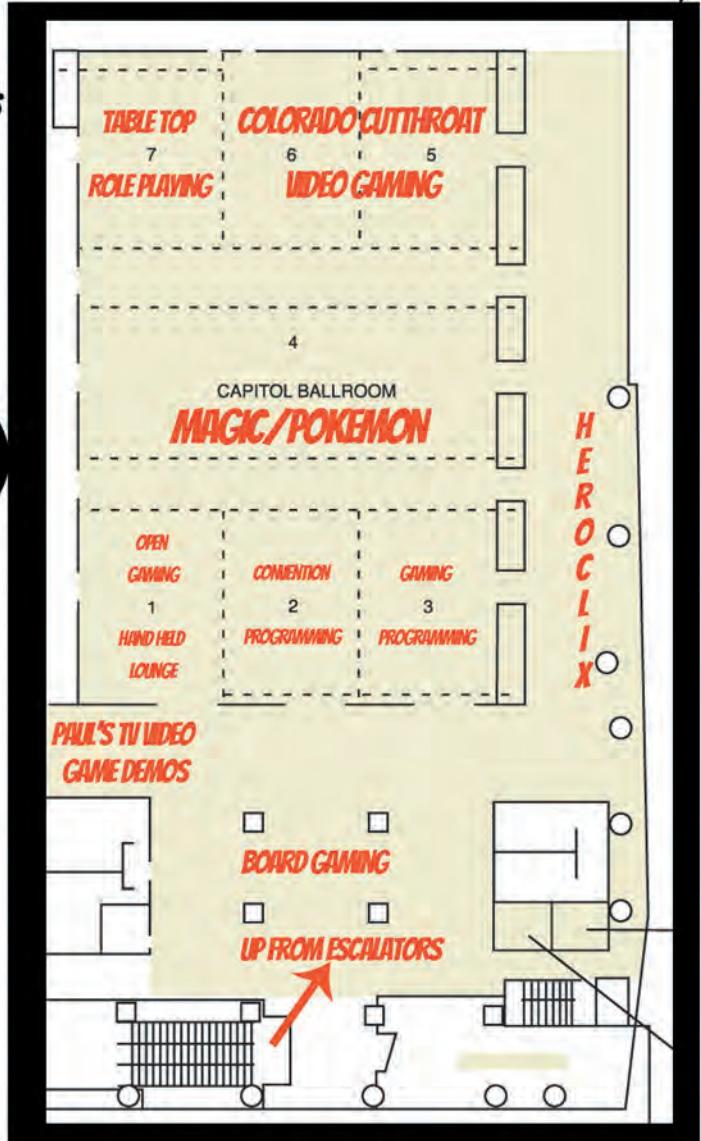 TABLE TOP
7
ROLE PLAYING
COLORADO CUTTHROAT
6 5
VIDEO GAMING
4
CAPITOL BALLROOM
MAGIC/POKEMON
HEROCLIX
OPEN
GAMING
1
HAND HELD
LOUNGE
CONVENTION
2
PROGRAMMING
GAMING
3
PROGRAMMING
PAUL'S TV VIDEO
GAME DEMOS
BOARD GAMING
UP FROM ESCALATORS